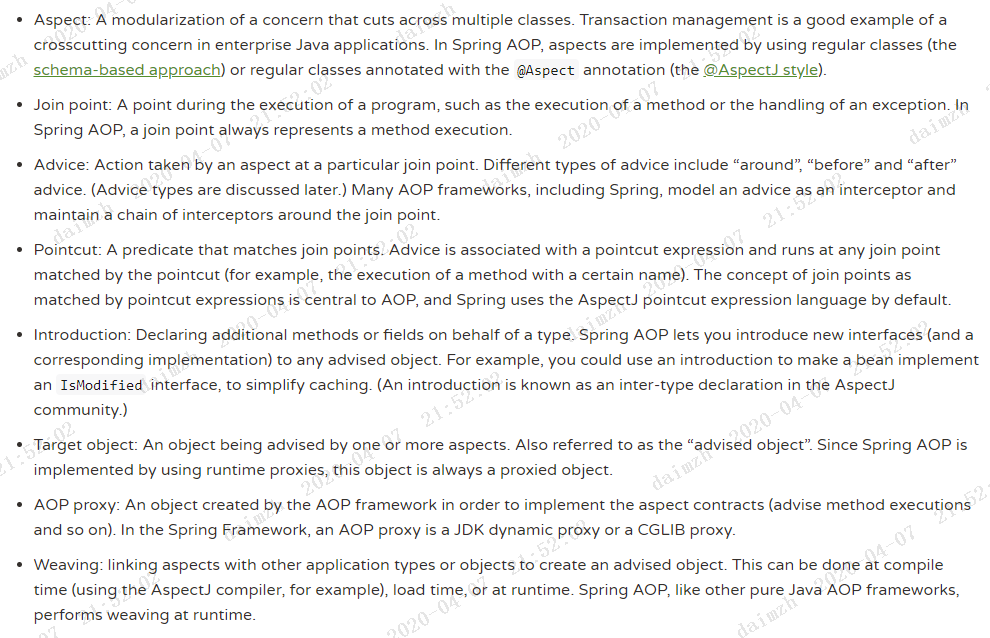 • Aspect: A modularization of a concern that cuts across multiple classes. Transaction management is a good example of a
crosscutting concern in enterprise Java applications. In Spring AOP, aspects are implemented by using regular classes (the
schema-based approach) or regular classes annotated with the @Aspect annotation (the @AspectJ style).
• Join point: A point during the execution of a program, such as the execution of a method or the handling of an exception. In
Spring AOP, a join point always represents a method execution.
• Advice: Action taken by an aspect at a particular join point. Different types of advice include “around”, “before” and “after”
advice. (Advice types are discussed later.) Many AOP frameworks, including Spring, model an advice as an interceptor and
maintain a chain of interceptors around the join point.
• Pointcut: A predicate that matches join points. Advice is associated with a pointcut expression and runs at any join point
matched by the pointcut (for example, the execution of a method with a certain name). The concept of join points as
matched by pointcut expressions is central to AOP, and Spring uses the AspectJ pointcut expression language by default.
• Introduction: Declaring additional methods or fields on behalf of a type. Spring AOP lets you introduce new interfaces (and a
corresponding implementation) to any advised object. For example, you could use an introduction to make a bean implement
an IsModified interface, to simplify caching. (An introduction is known as an inter-type declaration in the AspectJ
community.)
• Target object: An object being advised by one or more aspects. Also referred to as the “advised object”. Since Spring AOP is
implemented by using runtime proxies, this object is always a proxied object.
• AOP proxy: An object created by the AOP framework in order to implement the aspect contracts (advise method executions
and so on). In the Spring Framework, an AOP proxy is a JDK dynamic proxy or a CGLIB proxy.
• Weaving: linking aspects with other application types or objects to create an advised object. This can be done at compile
time (using the AspectJ compiler, for example), load time, or at runtime. Spring AOP, like other pure Java AOP frameworks,
performs weaving at runtime.
daimzh 2020-04-07 21:52:02